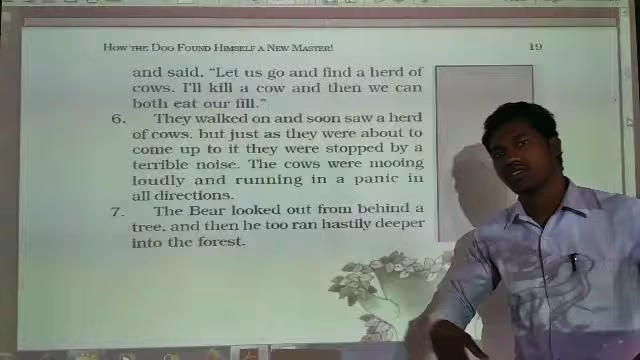 HOW THE DOG FOUND HIMSELF A NEW MASTER! 19
and said, "Let us go and find a herd of
cows. I'll kill a cow and then we can
both eat our fill."
6. They walked on and soon saw a herd
of cows, but just as they were about to
come up to it they were stopped by a
terrible noise. The cows were mooing
loudly and running in a panic in
all directions.
7. The Bear looked out from behind a
tree, and then he too ran hastily deeper
into the forest.